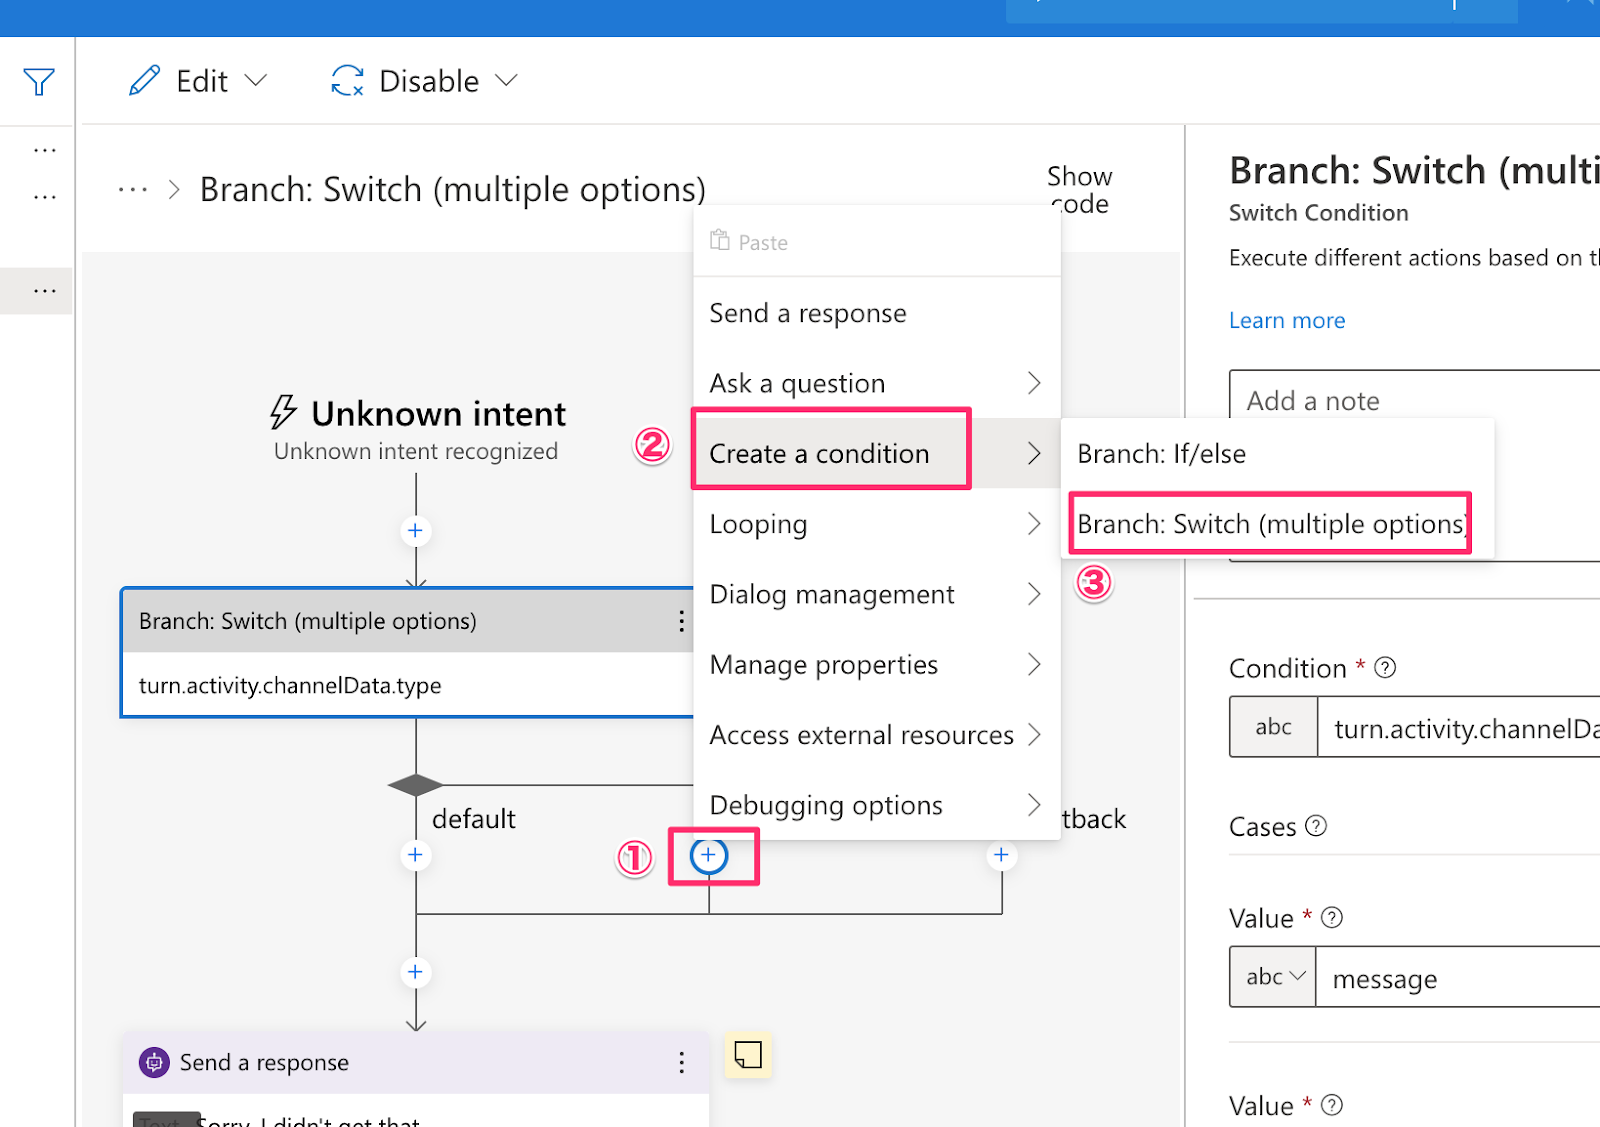 Edit
Disable
Branch: Switch (multiple options)
Show
code
Paste
Send a response
Ask a question
Create a condition
Looping
Dialog management
Manage properties
Access external resources
Debugging options
Branch: If/else
Branch: Switch (multiple options)
①
②
③
Unknown intent
Unknown intent recognized
Branch: Switch (multiple options)
turn.activity.channelData.type
default
tback
Send a response
Text Sorry, I didn't get that
Branch: Switch (multi
Switch Condition
Execute different actions based on t
Learn more
Add a note
Condition *
abc
turn.activity.channelDa
Cases
Value *
abc
message
Value *